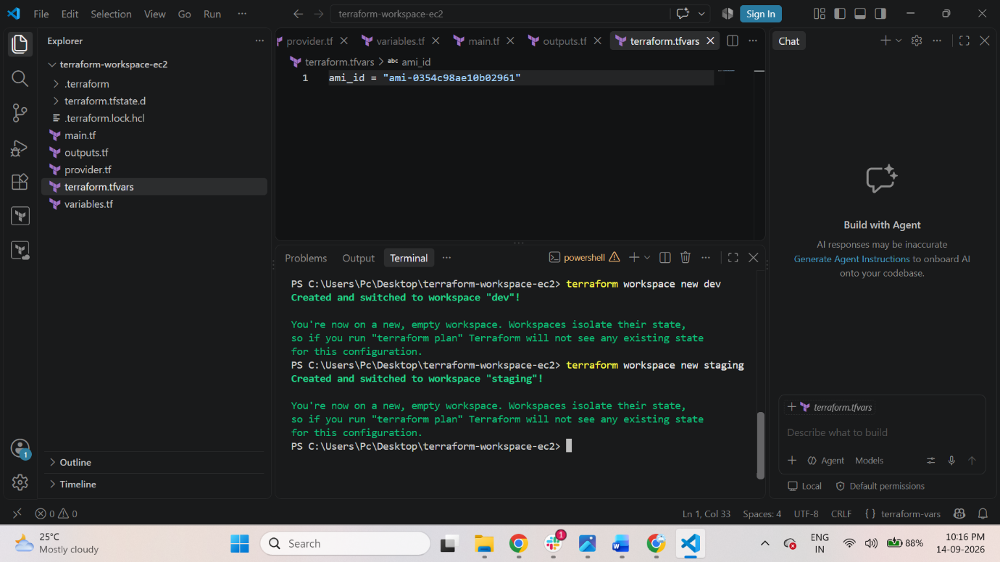 File Edit Selection View Go Run ··· terraform-workspace-ec2 Sign In
Explorer ···
terraform-workspace-ec2
.terraform
terraform.tfstate.d
.terraform.lock.hcl
main.tf
outputs.tf
provider.tf
terraform.tfvars
variables.tf
Outline
Timeline
provider.tf variables.tf main.tf outputs.tf terraform.tfvars
terraform.tfvars > abc ami_id
1 ami_id = "ami-0354c98ae10b02961"
Problems Output Terminal ··· powershell
PS C:\Users\Pc\Desktop\terraform-workspace-ec2> terraform workspace new dev
Created and switched to workspace "dev"!
You're now on a new, empty workspace. Workspaces isolate their state,
so if you run "terraform plan" Terraform will not see any existing state
for this configuration.
PS C:\Users\Pc\Desktop\terraform-workspace-ec2> terraform workspace new staging
Created and switched to workspace "staging"!
You're now on a new, empty workspace. Workspaces isolate their state,
so if you run "terraform plan" Terraform will not see any existing state
for this configuration.
PS C:\Users\Pc\Desktop\terraform-workspace-ec2>
Chat
Build with Agent
AI responses may be inaccurate
Generate Agent Instructions to onboard AI
onto your codebase.
terraform.tfvars
Describe what to build
Agent Models
Local Default permissions
1
0 0 Ln 1, Col 33 Spaces: 4 UTF-8 CRLF {} terraform-vars
25°C
Mostly cloudy
Search
1
ENG
IN
88%
10:16 PM
14-09-2026